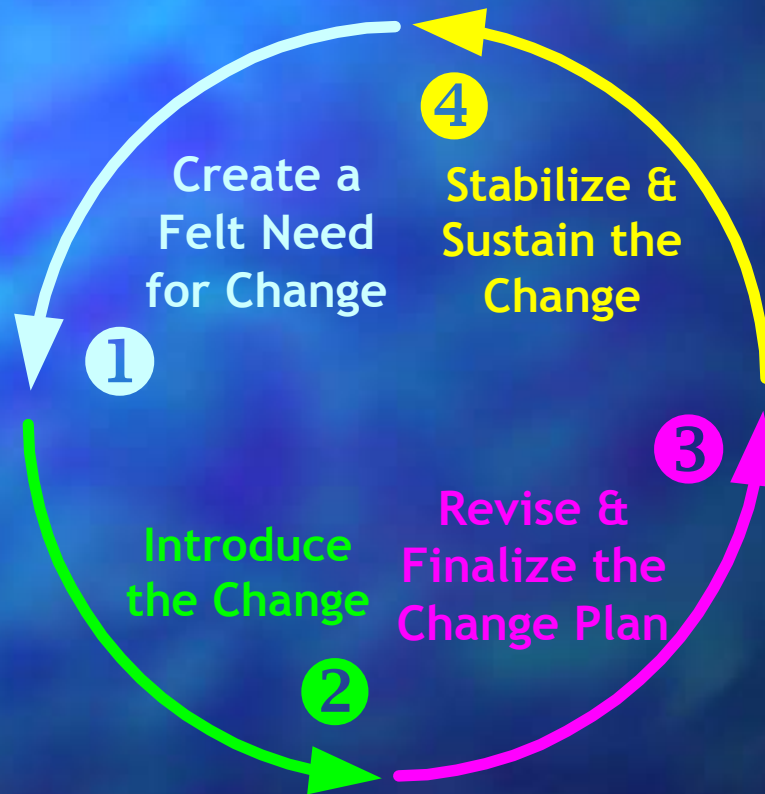 Create a
Felt Need
for Change
1
Introduce
the Change
2
3
Revise &
Finalize the
Change Plan
4
Stabilize &
Sustain the
Change